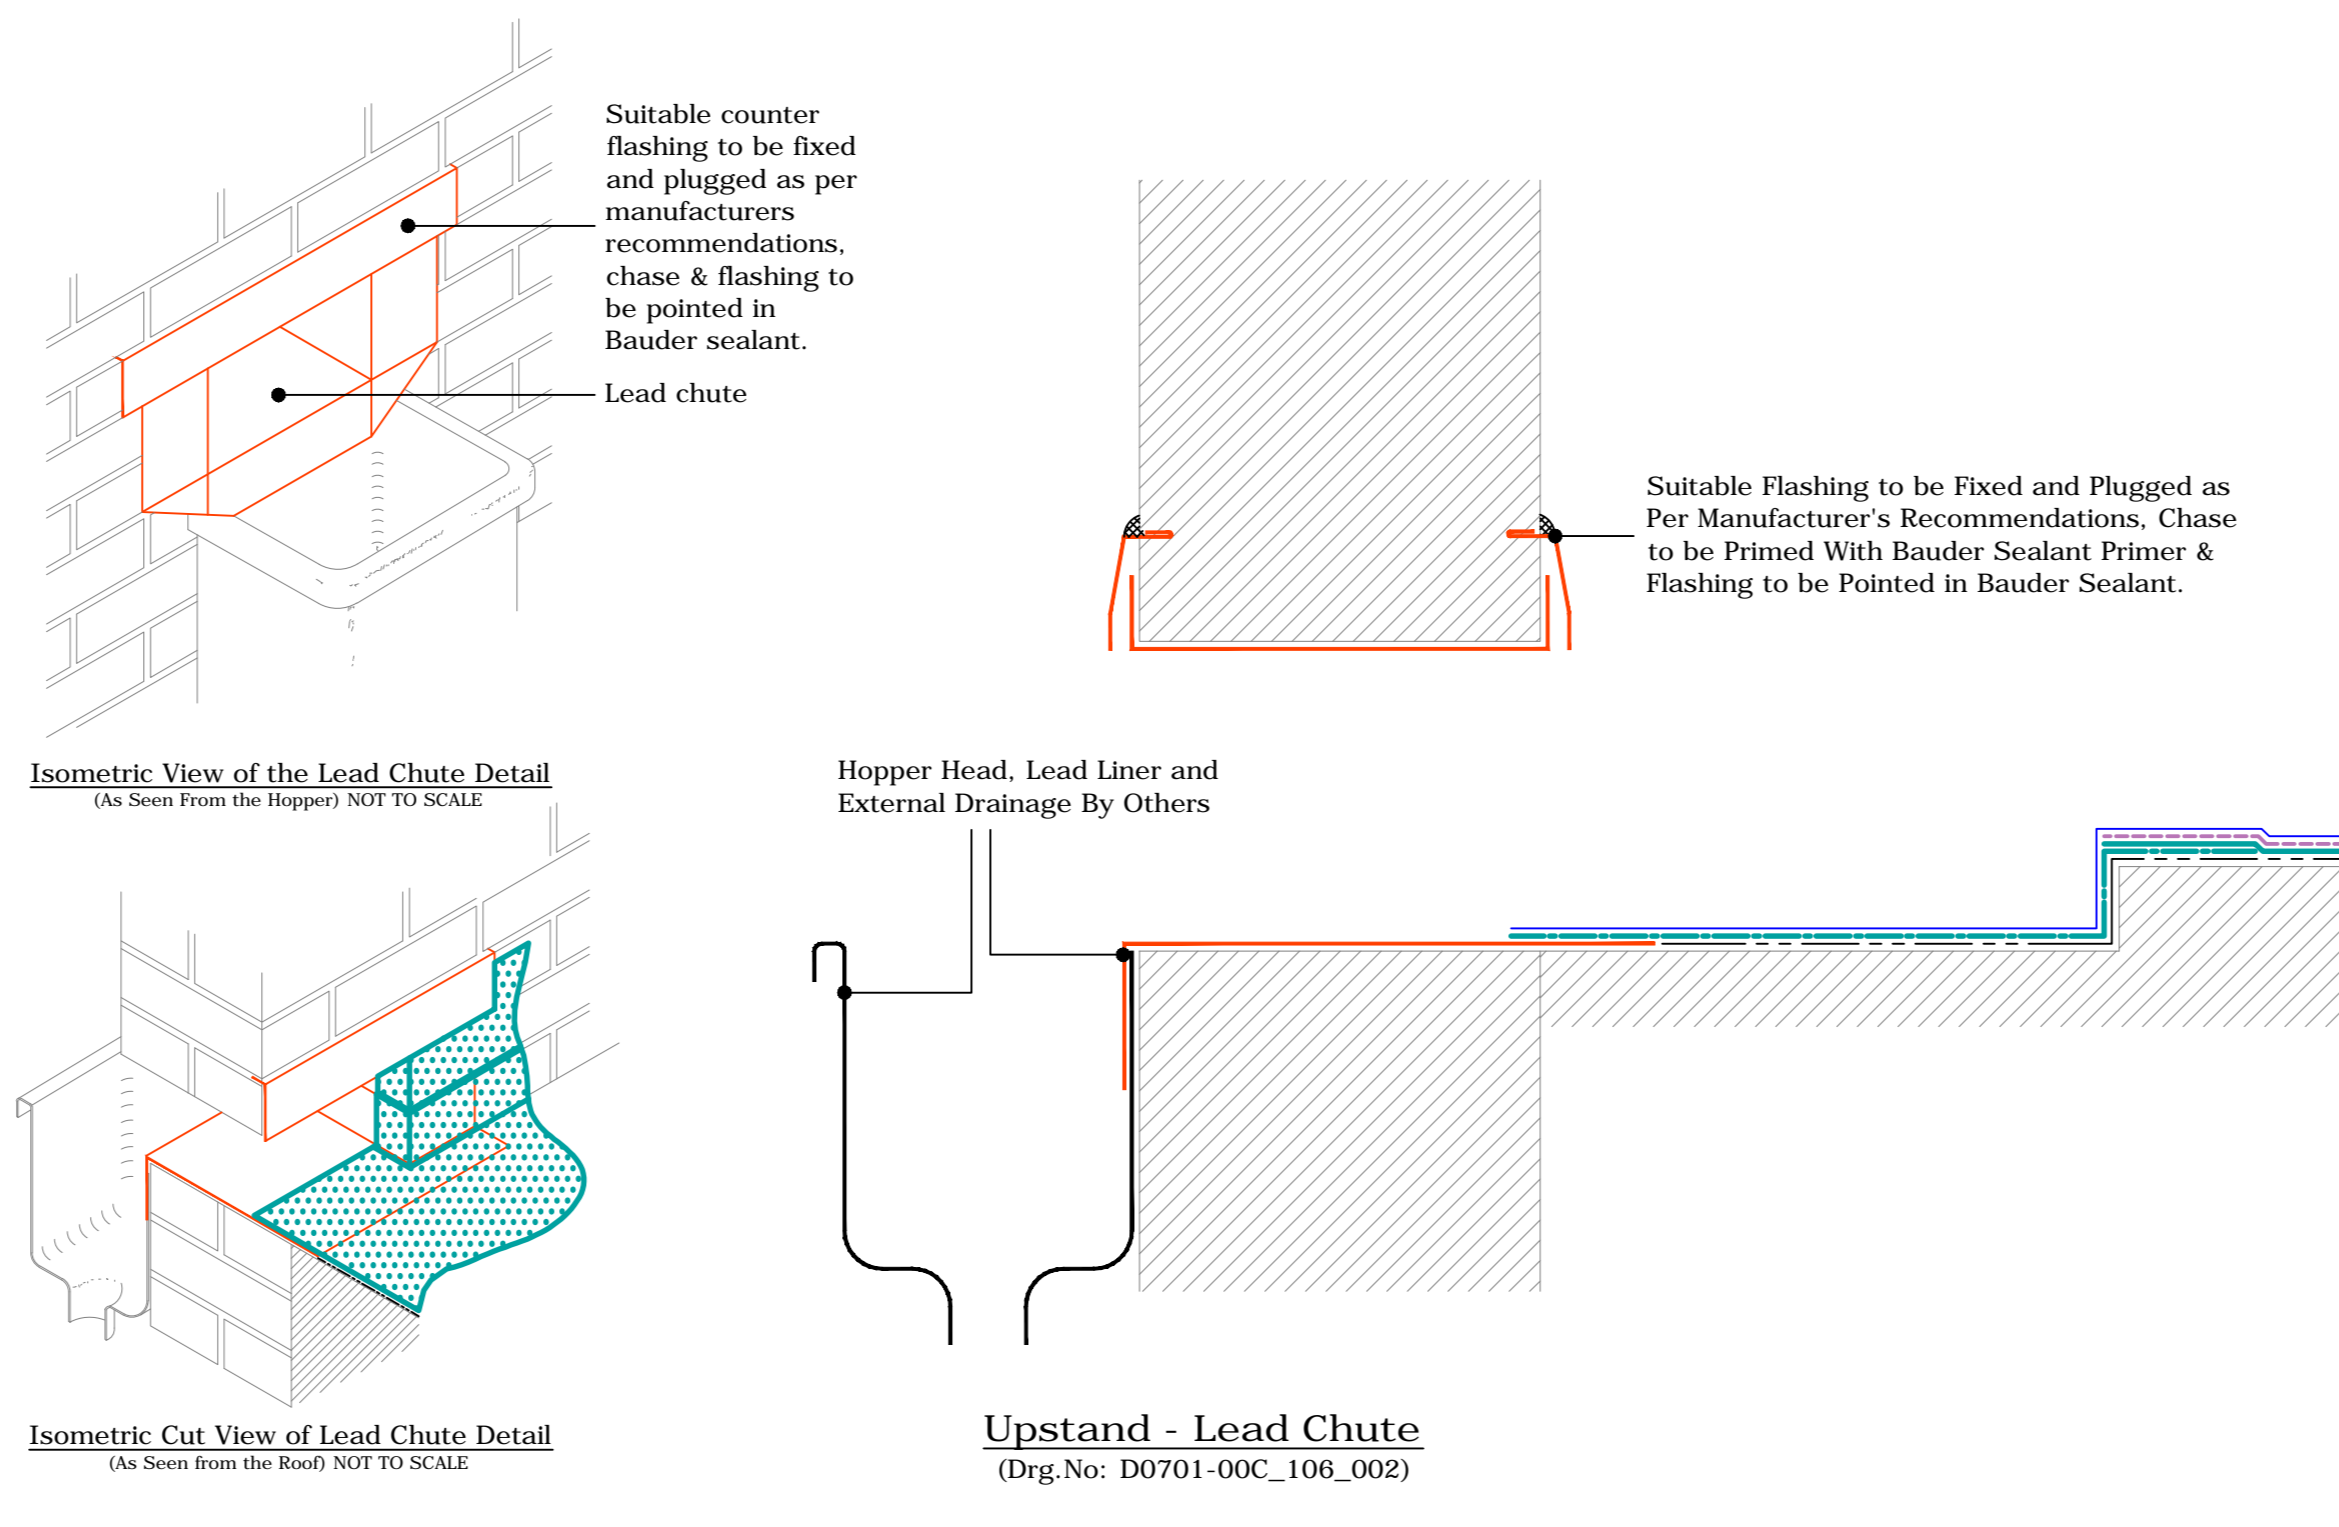 Suitable counter
flashing to be fixed
and plugged as per
manufacturers
recommendations,
chase & flashing to
be pointed in
Bauder sealant.
Lead chute
Suitable Flashing to be Fixed and Plugged as
Per Manufacturer's Recommendations, Chase
to be Primed With Bauder Sealant Primer &
Flashing to be Pointed in Bauder Sealant.
Isometric View of the Lead Chute Detail
(As Seen From the Hopper) NOT TO SCALE
Hopper Head, Lead Liner and
External Drainage By Others
Isometric Cut View of Lead Chute Detail
(As Seen from the Roof) NOT TO SCALE
Upstand - Lead Chute
(Drg.No: D0701-00C_106_002)